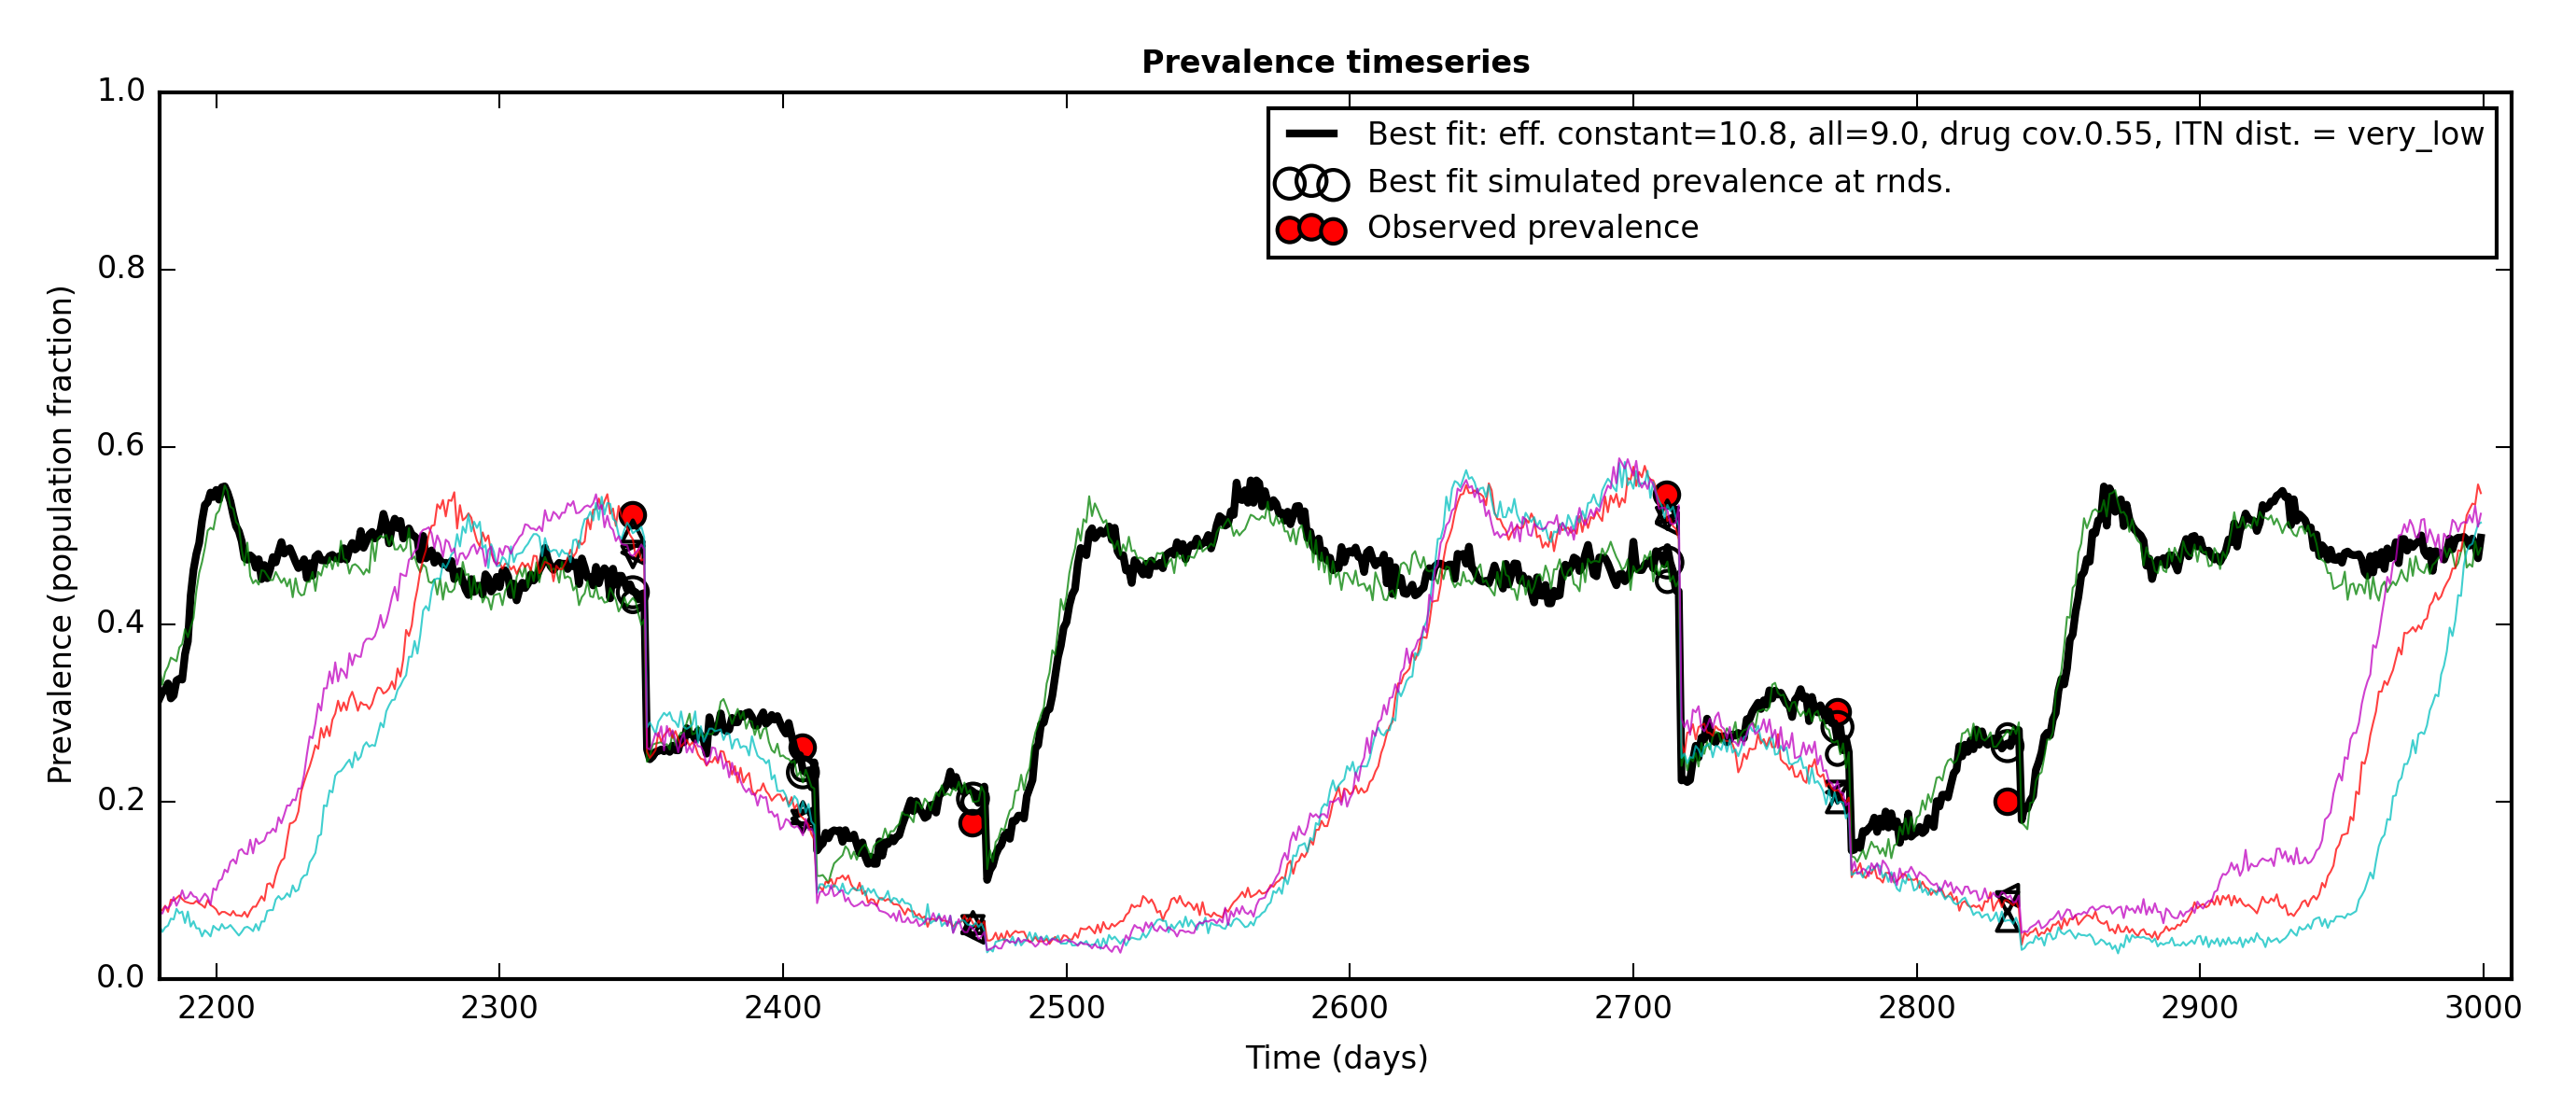 Prevalence timeseries
Best fit: eff. constant=10.8, all=9.0, drug cov.0.55, ITN dist. = very_low
Best fit simulated prevalence at rnds.
Observed prevalence
Prevalence (population fraction)
1.0
0.8
0.6
0.4
0.2
0.0
2200 2300 2400 2500 2600 2700 2800 2900 3000
Time (days)